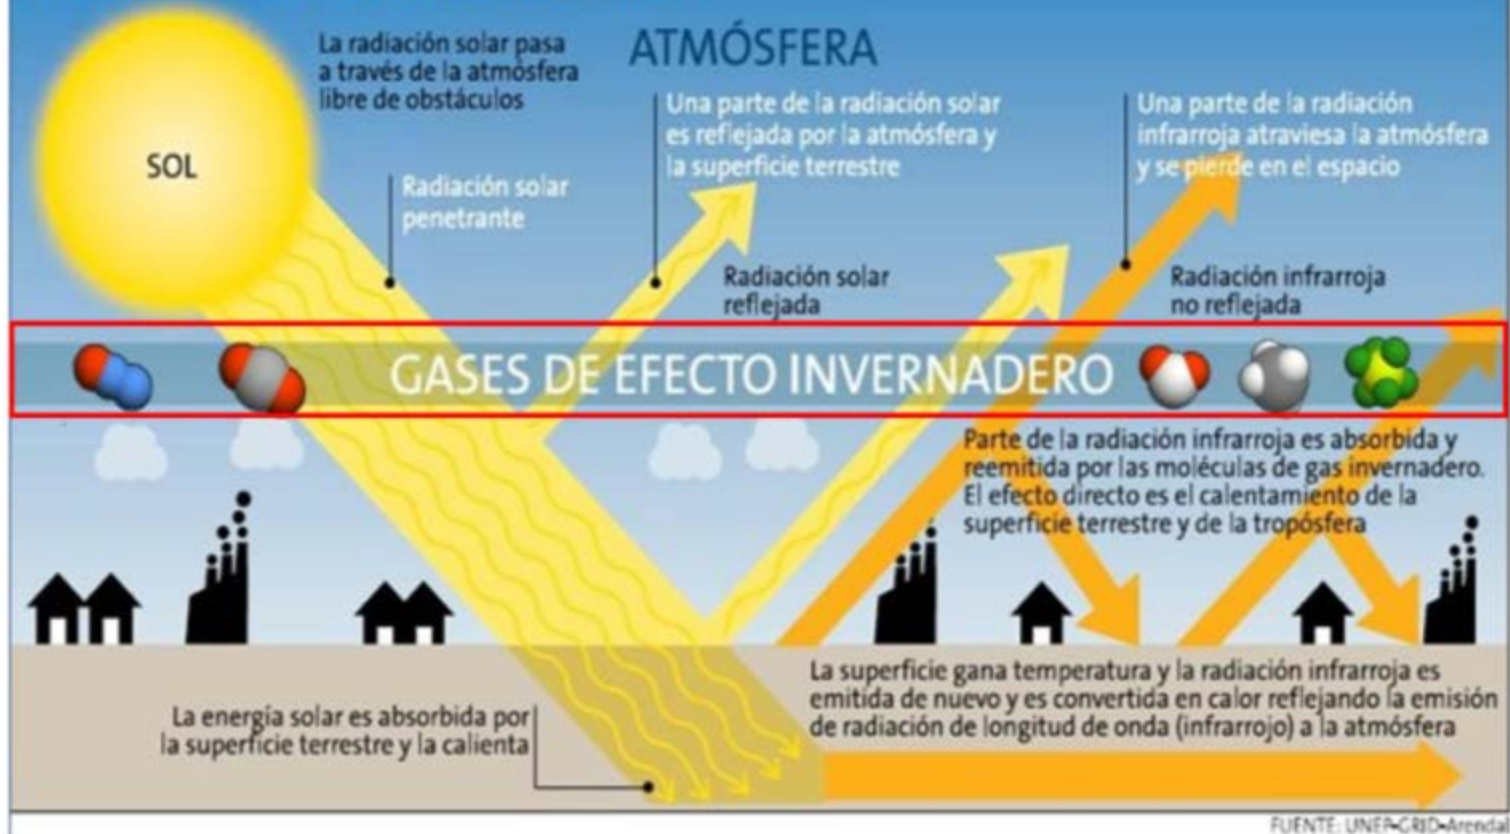 ATMÓSFERA
La radiación solar pasa
a través de la atmósfera
libre de obstáculos
SOL
Radiación solar
penetrante
Una parte de la radiación solar
es reflejada por la atmósfera y
la superficie terrestre
Radiación solar
reflejada
Una parte de la radiación
infrarroja atraviesa la atmósfera
y se pierde en el espacio
Radiación infrarroja
no reflejada
GASES DE EFECTO INVERNADERO
Parte de la radiación infrarroja es absorbida y
reemitida por las moléculas de gas invernadero.
El efecto directo es el calentamiento de la
superficie terrestre y de la tropósfera
La superficie gana temperatura y la radiación infrarroja es
emitida de nuevo y es convertida en calor reflejando la emisión
de radiación de longitud de onda (infrarrojo) a la atmósfera
La energía solar es absorbida por
la superficie terrestre y la calienta
FUENTE: UNEP-GRID-Arendal